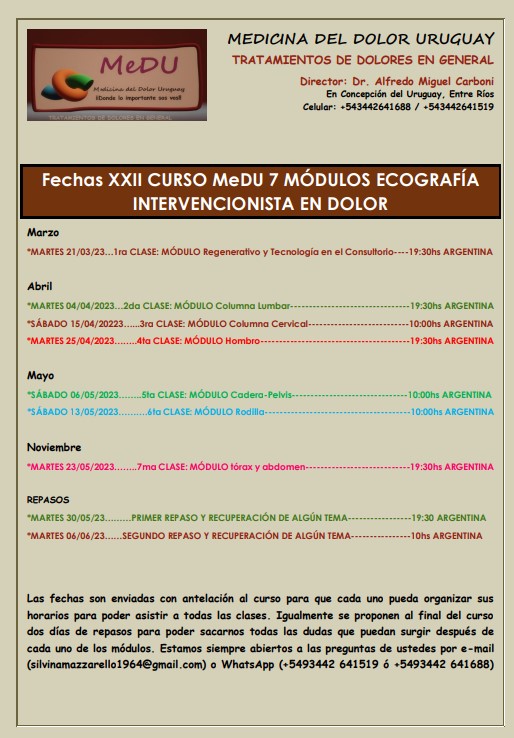 MeDU
Medicina del Dolor Uruguay
¡¡Donde lo importante sos vos!!
TRATAMIENTOS DE DOLORES EN GENERAL
MEDICINA DEL DOLOR URUGUAY
TRATAMIENTOS DE DOLORES EN GENERAL
Director: Dr. Alfredo Miguel Carboni
En Concepción del Uruguay, Entre Ríos
Celular: +543442641688 / +543442641519
Fechas XXII CURSO MeDU 7 MÓDULOS ECOGRAFÍA
INTERVENCIONISTA EN DOLOR
Marzo
*MARTES 21/03/23...1ra CLASE: MÓDULO Regenerativo y Tecnología en el Consultorio----19:30hs ARGENTINA
Abril
*MARTES 04/04/2023...2da CLASE: MÓDULO Columna Lumbar------------------------------19:30hs ARGENTINA
*SÁBADO 15/04/20223......3ra CLASE: MÓDULO Columna Cervical-------------------------10:00hs ARGENTINA
*MARTES 25/04/2023........4ta CLASE: MÓDULO Hombro--------------------------------------19:30hs ARGENTINA
Mayo
*SÁBADO 06/05/2023.......5ta CLASE: MÓDULO Cadera-Pelvis-----------------------------10:00hs ARGENTINA
*SÁBADO 13/05/2023..........6ta CLASE: MÓDULO Rodilla------------------------------------10:00hs ARGENTINA
Noviembre
*MARTES 23/05/2023........7ma CLASE: MÓDULO tórax y abdomen--------------------------19:30hs ARGENTINA
REPASOS
*MARTES 30/05/23.........PRIMER REPASO Y RECUPERACIÓN DE ALGÚN TEMA----------------19:30 ARGENTINA
*MARTES 06/06/23......SEGUNDO REPASO Y RECUPERACIÓN DE ALGÚN TEMA---------------10hs ARGENTINA
Las fechas son enviadas con antelación al curso para que cada uno pueda organizar sus
horarios para poder asistir a todas las clases. Igualmente se proponen al final del curso
dos días de repasos para poder sacarnos todas las dudas que puedan surgir después de
cada uno de los módulos. Estamos siempre abiertos a las preguntas de ustedes por e-mail
(silvinamazzarello1964@gmail.com) o WhatsApp (+5493442 641519 ó +5493442 641688)